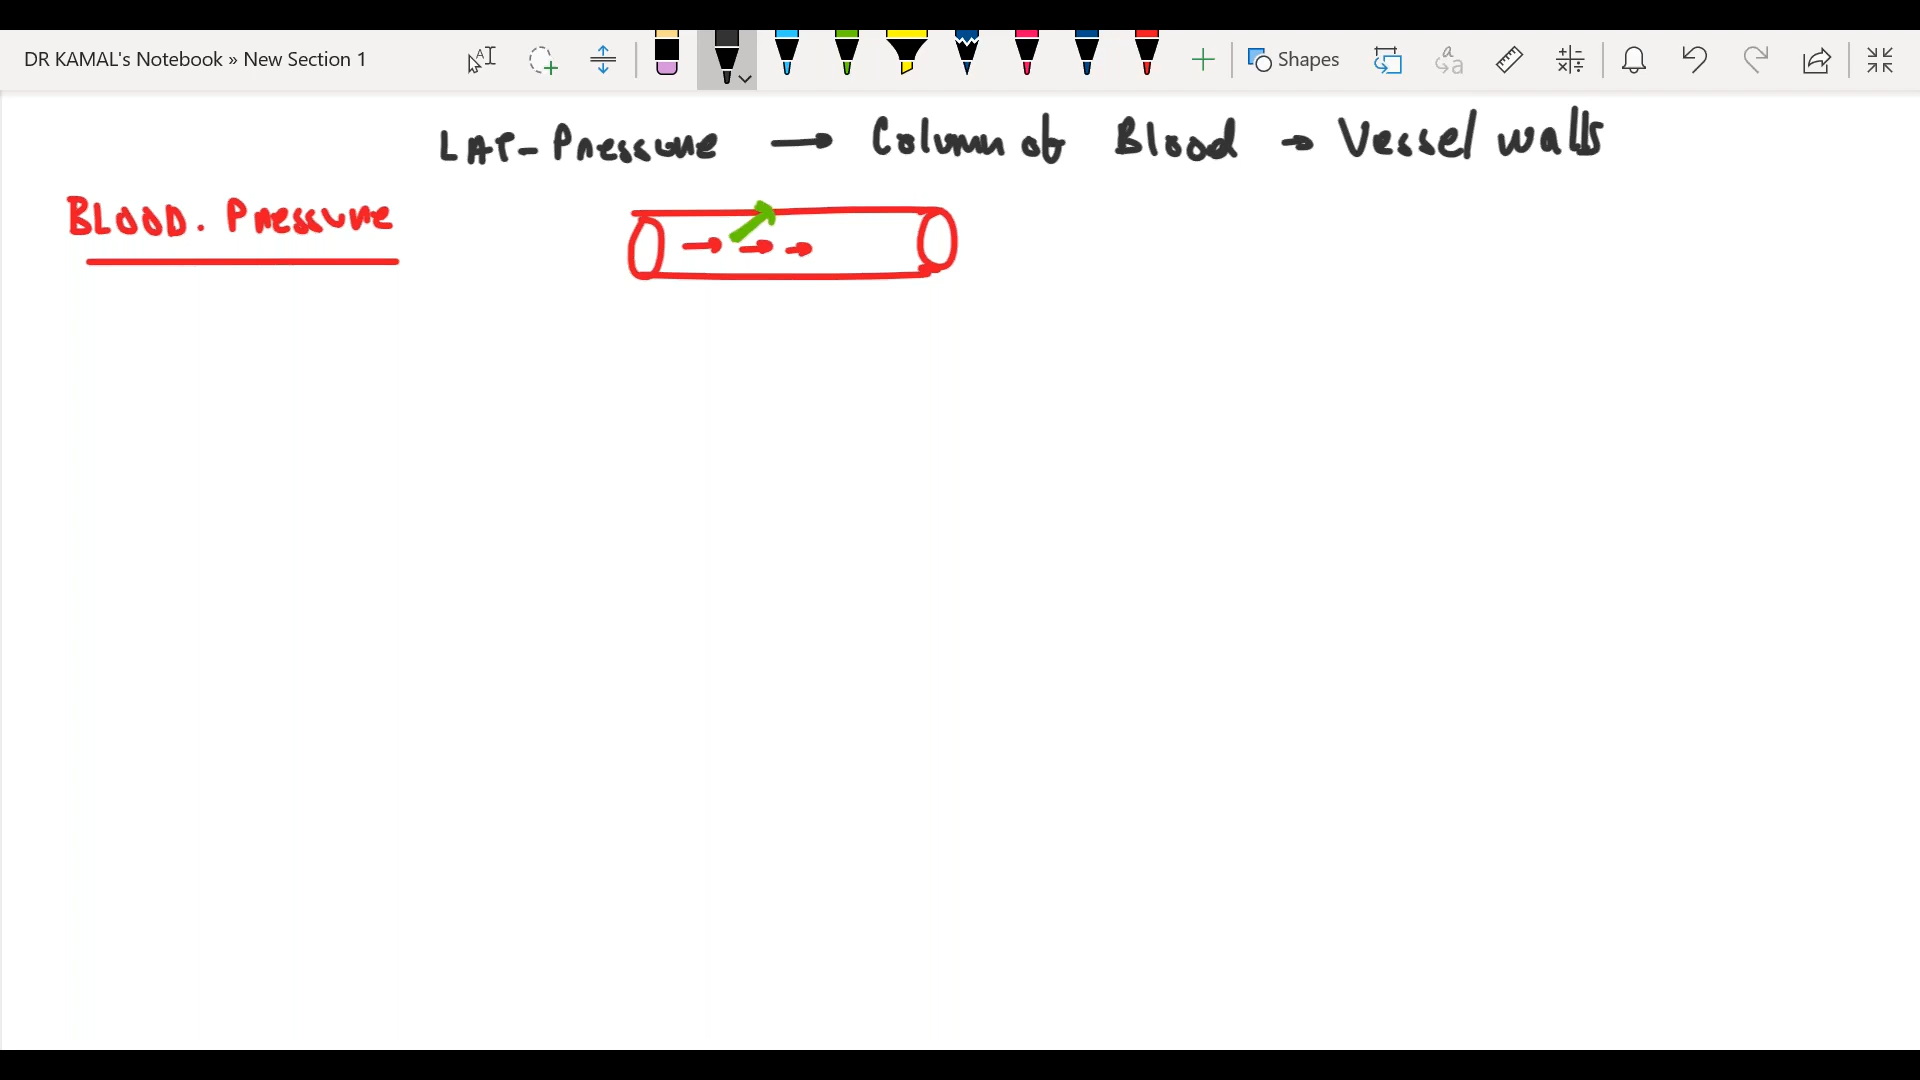 DR KAMAL's Notebook » New Section 1
Shapes
LAT-Pressure → Column of Blood → Vessel walls
BLOOD. Pressure